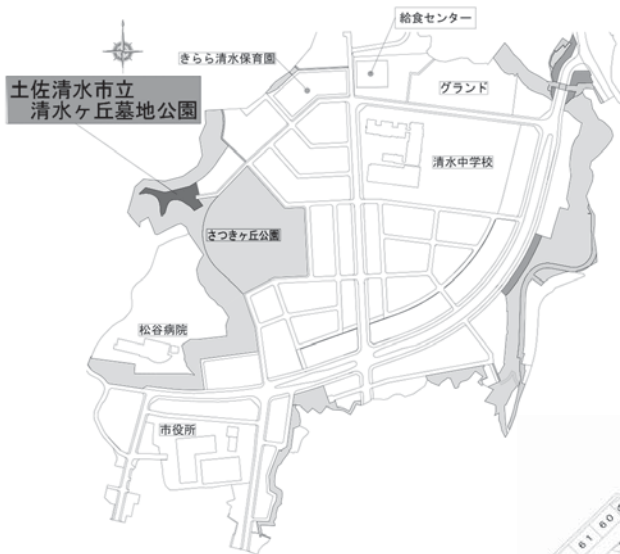 給食センター
きらら清水保育園
グランド
土佐清水市立
清水ヶ丘墓地公園
清水中学校
さつきヶ丘公園
松谷病院
市役所
61 60